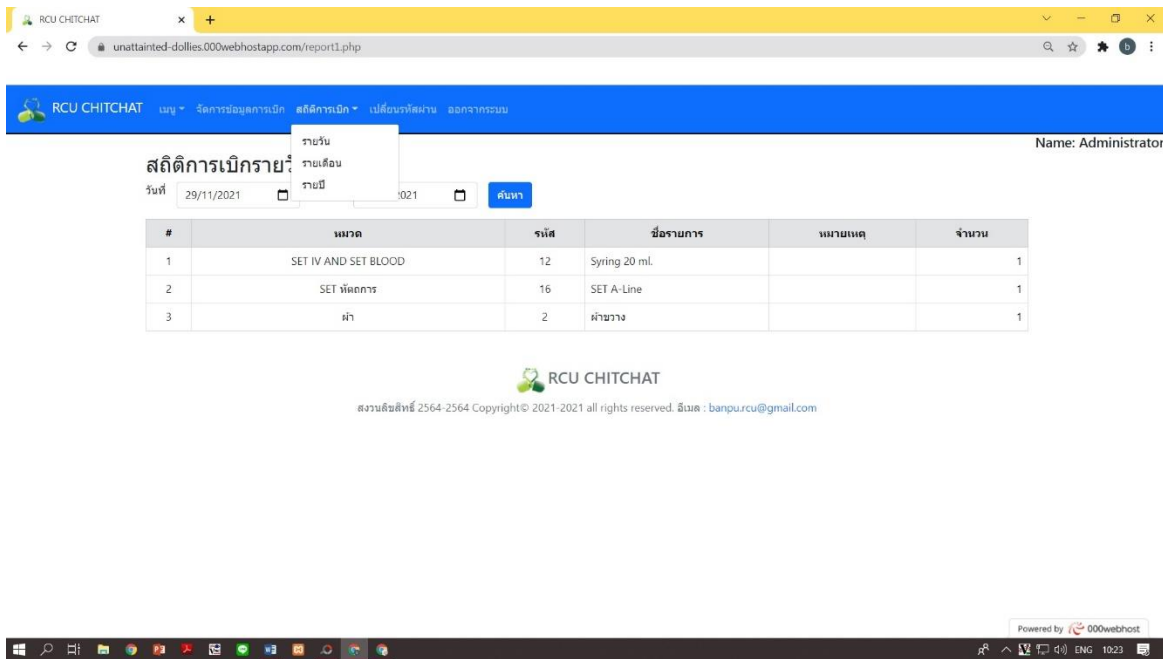 RCU CHITCHAT
unattainted-dollies.000webhostapp.com/report1.php
b
RCU CHITCHAT เมนู จัดการข้อมูลการเบิก สถิติการเบิก เปลี่ยนรหัสผ่าน ออกจากระบบ
Name: Administrator
รายวัน
รายเดือน
รายปี
สถิติการเบิกรายวั
วันที่ 29/11/2021 2021 ค้นหา
# หมวด รหัส ชื่อรายการ หมายเหตุ จำนวน
1 SET IV AND SET BLOOD 12 Syring 20 ml. 1
2 SET หัตถการ 16 SET A-Line 1
3 ผ้า 2 ผ้าขวาง 1
RCU CHITCHAT
สงวนลิขสิทธิ์ 2564-2564 Copyright© 2021-2021 all rights reserved. อีเมล : banpu.rcu@gmail.com
Powered by 000webhost
ENG 10:23